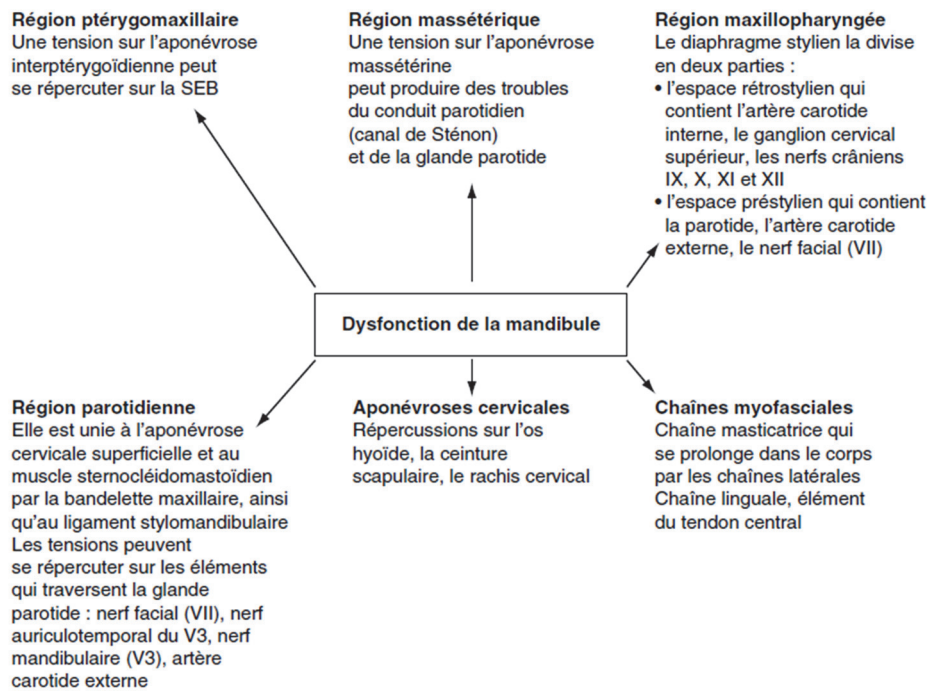 Région ptérygomaxillaire
Une tension sur l'aponévrose
interptérygoïdienne peut
se répercuter sur la SEB
Région massétérique
Une tension sur l'aponévrose
massétérine
peut produire des troubles
du conduit parotidien
(canal de Sténon)
et de la glande parotide
Région maxillopharyngée
Le diaphragme stylien la divise
en deux parties :
• l'espace rétrostylien qui
contient l'artère carotide
interne, le ganglion cervical
supérieur, les nerfs crâniens
IX, X, XI et XII
• l'espace préstylien qui contient
la parotide, l'artère carotide
externe, le nerf facial (VII)
Dysfonction de la mandibule
Région parotidienne
Elle est unie à l'aponévrose
cervicale superficielle et au
muscle sternocléidomastoïdien
par la bandelette maxillaire, ainsi
qu'au ligament stylomandibulaire
Les tensions peuvent
se répercuter sur les éléments
qui traversent la glande
parotide : nerf facial (VII), nerf
auriculotemporal du V3, nerf
mandibulaire (V3), artère
carotide externe
Aponévroses cervicales
Répercussions sur l'os
hyoïde, la ceinture
scapulaire, le rachis cervical
Chaînes myofasciales
Chaîne masticatrice qui
se prolonge dans le corps
par les chaînes latérales
Chaîne linguale, élément
du tendon central